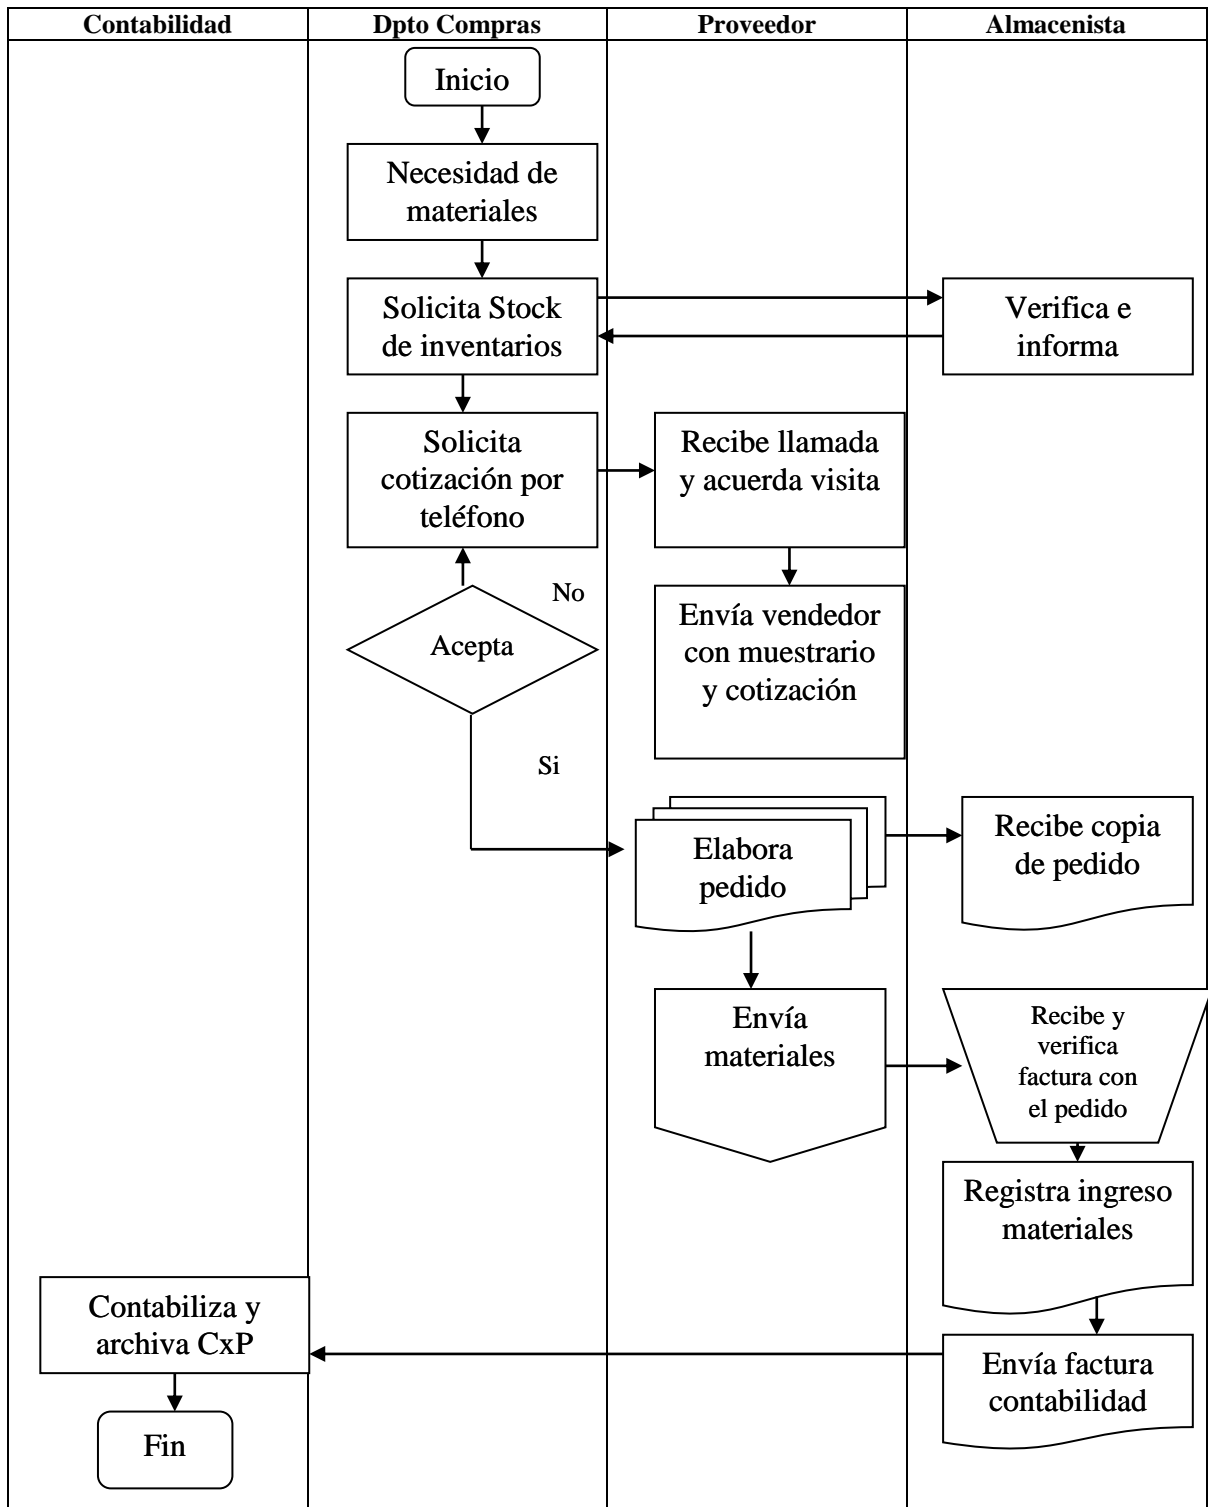 Contabilidad
Dpto Compras
Proveedor
Almacenista
Inicio
Necesidad de
materiales
Solicita Stock
de inventarios
Verifica e
informa
Solicita
cotización por
teléfono
Recibe llamada
y acuerda visita
No
Acepta
Envía vendedor
con muestrario
y cotización
Si
Elabora
pedido
Recibe copia
de pedido
Envía
materiales
Recibe y
verifica
factura con
el pedido
Registra ingreso
materiales
Contabiliza y
archiva CxP
Envía factura
contabilidad
Fin